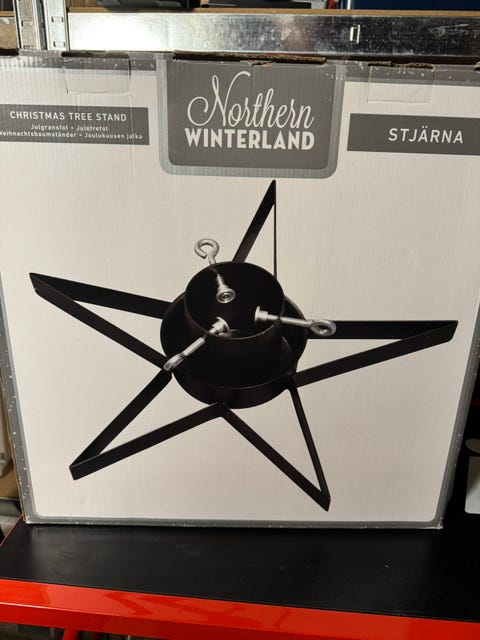 Northern
WINTERLAND
CHRISTMAS TREE STAND
Julgransfot • Juletrefot
Weihnachtsbaumständer • Joulukuusen jalka
STJÄRNA